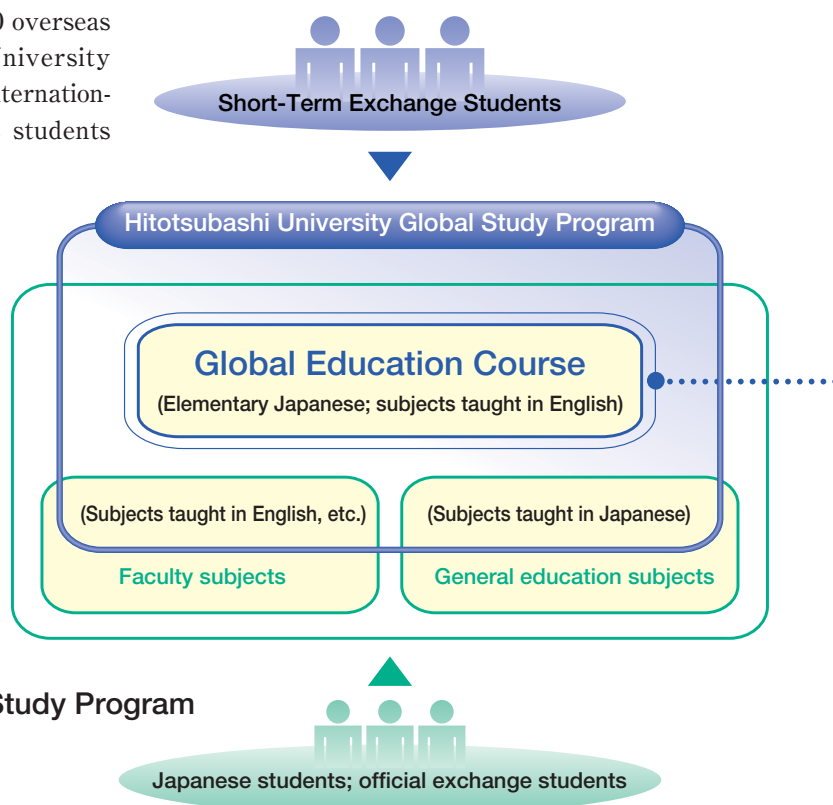 overseas
University
students
Short-Term Exchange Students
Hitotsubashi University Global Study Program
Global Education Course
(Elementary Japanese; subjects taught in English)
(Subjects taught in English, etc.)
(Subjects taught in Japanese)
Faculty subjects
General education subjects
Study Program
Japanese students; official exchange students